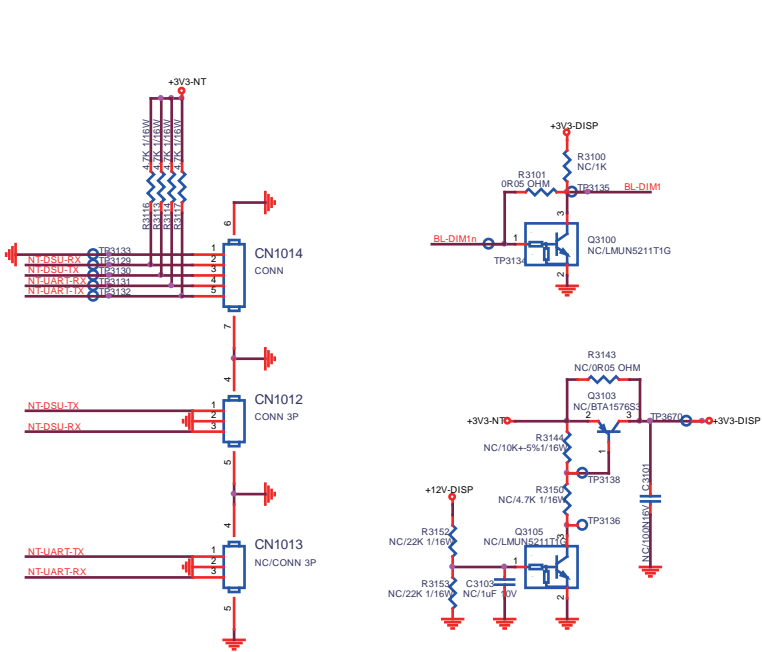 +3V3-NT
4.7K 1/16W
4.7K 1/16W
4.7K 1/16W
4.7K 1/16W
R3116
R3113
R3114
R3117
6
TP3133
NT-DSU-RX
TP3129
NT-DSU-TX
TP3130
NT-UART-RX
TP3131
NT-UART-TX
TP3132
1
2
3
4
5
CN1014
CONN
7
4
NT-DSU-TX
NT-DSU-RX
1
2
3
CN1012
CONN 3P
5
4
NT-UART-TX
NT-UART-RX
1
2
3
CN1013
NC/CONN 3P
5
+3V3-DISP
R3100
NC/1K
R3101
0R05 OHM
TP3135
BL-DIM1
3
BL-DIM1n
1
TP3134
Q3100
NC/LMUN5211T1G
2
R3143
NC/0R05 OHM
Q3103
NC/BTA1576S3
+3V3-NT
2
3
TP3670
+3V3-DISP
R3144
NC/10K+-5%1/16W
1
TP3138
C3101
NC/100N16V
+12V-DISP
R3150
NC/4.7K 1/16W
TP3136
R3152
NC/22K 1/16W
Q3105
NC/LMUN5211T1G
3
1
R3153
NC/22K 1/16W
C3103
NC/1uF 10V
2